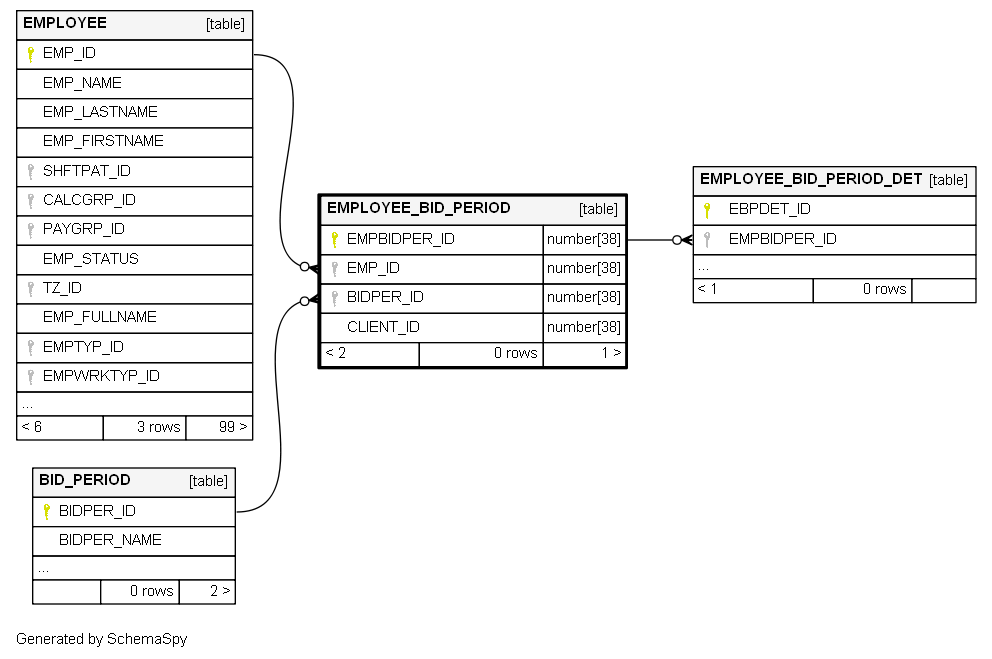 EMPLOYEE [table]
EMP_ID
EMP_NAME
EMP_LASTNAME
EMP_FIRSTNAME
SHFTPAT_ID
CALCGRP_ID
PAYGRP_ID
EMP_STATUS
TZ_ID
EMP_FULLNAME
EMPTYP_ID
EMPWRKTYP_ID
...
< 6 3 rows 99 >
BID_PERIOD [table]
BIDPER_ID
BIDPER_NAME
...
0 rows 2 >
EMPLOYEE_BID_PERIOD [table]
EMPBIDPER_ID number[38]
EMP_ID number[38]
BIDPER_ID number[38]
CLIENT_ID number[38]
< 2 0 rows 1 >
EMPLOYEE_BID_PERIOD_DET [table]
EBPDET_ID
EMPBIDPER_ID
...
< 1 0 rows
Generated by SchemaSpy